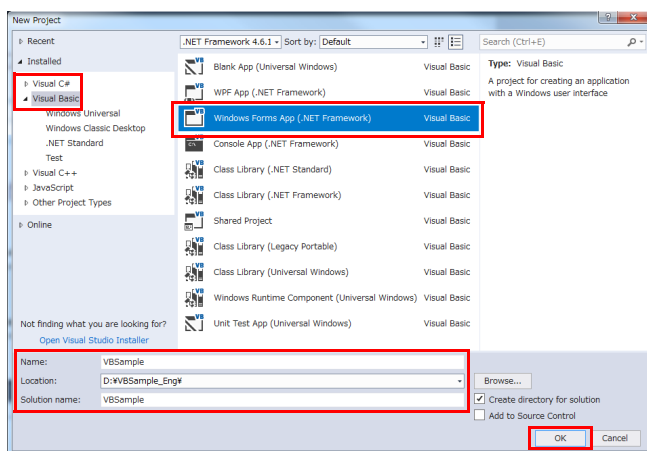 New Project
Recent
.NET Framework 4.6.1 Sort by: Default
Search (Ctrl+E)
Installed
Visual C#
Visual Basic
Windows Universal
Windows Classic Desktop
.NET Standard
Test
Visual C++
JavaScript
Other Project Types
Online
Not finding what you are looking for?
Open Visual Studio Installer
Blank App (Universal Windows) Visual Basic
WPF App (.NET Framework) Visual Basic
Windows Forms App (.NET Framework) Visual Basic
Console App (.NET Framework) Visual Basic
Class Library (.NET Standard) Visual Basic
Class Library (.NET Framework) Visual Basic
Shared Project Visual Basic
Class Library (Legacy Portable) Visual Basic
Class Library (Universal Windows) Visual Basic
Windows Runtime Component (Universal Windows) Visual Basic
Unit Test App (Universal Windows) Visual Basic
Type: Visual Basic
A project for creating an application
with a Windows user interface
Name: VBSample
Location: D:¥VBSample_Eng¥
Solution name: VBSample
Browse...
Create directory for solution
Add to Source Control
OK Cancel